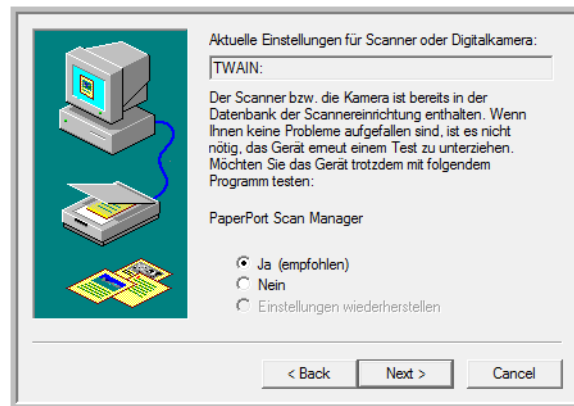 Aktuelle Einstellungen für Scanner oder Digitalkamera:
TWAIN:
Der Scanner bzw. die Kamera ist bereits in der
Datenbank der Scannereinrichtung enthalten. Wenn
Ihnen keine Probleme aufgefallen sind, ist es nicht
nötig, das Gerät erneut einem Test zu unterziehen.
Möchten Sie das Gerät trotzdem mit folgendem
Programm testen:
PaperPort Scan Manager
Ja (empfohlen)
Nein
Einstellungen wiederherstellen
< Back Next > Cancel